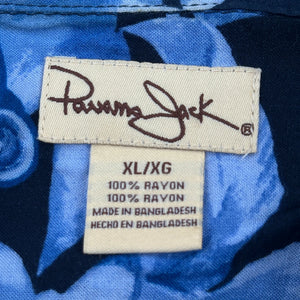 Panama Jack ®
XL/XG
100% RAYON
100% RAYON
MADE IN BANGLADESH
HECHO EN BANGLADESH